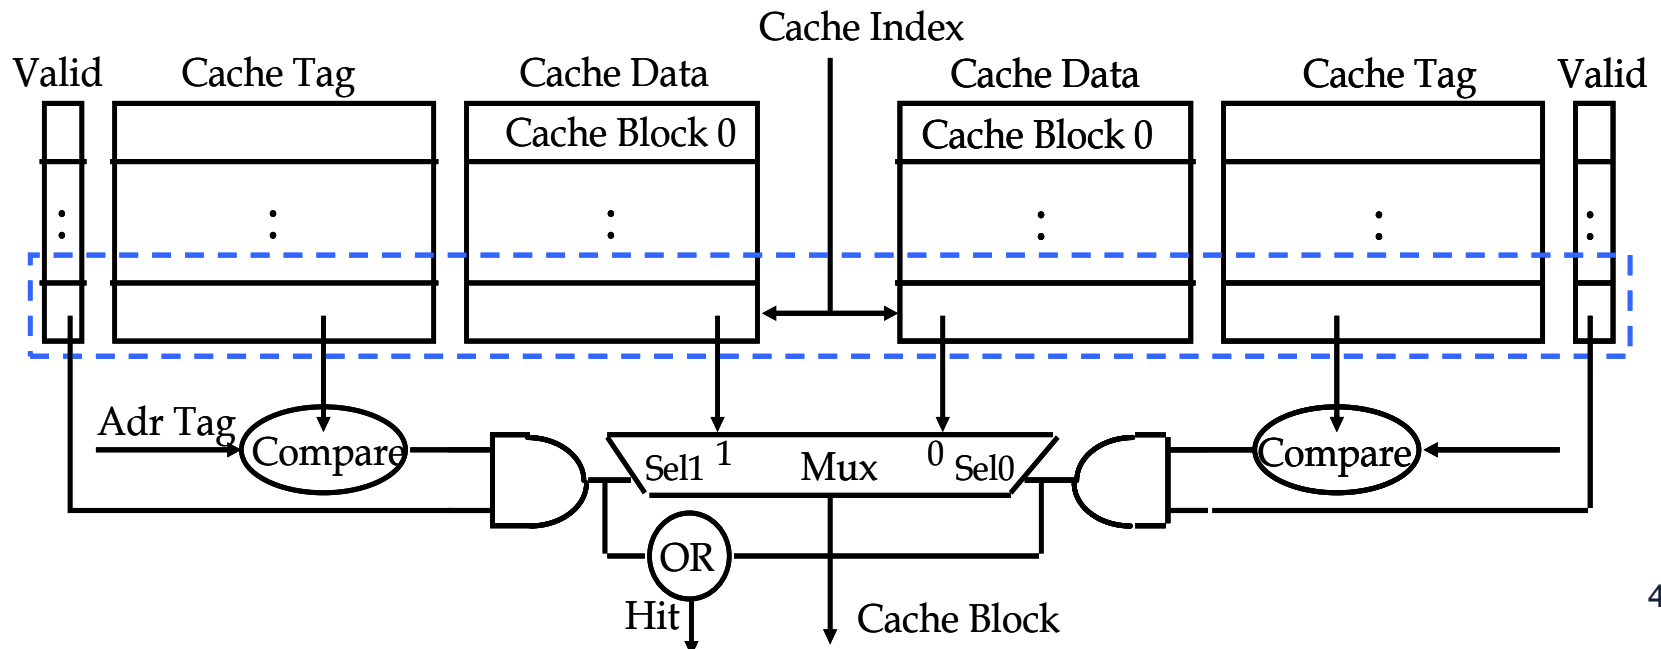 Cache Index
Valid
Cache Tag
Cache Data
Cache Data
Cache Tag
Valid
Cache Block 0
Cache Block 0
:
:
:
:
:
:
Adr Tag
Compare
Sel1
1
Mux
0
Sel0
Compare
OR
Hit
Cache Block
4